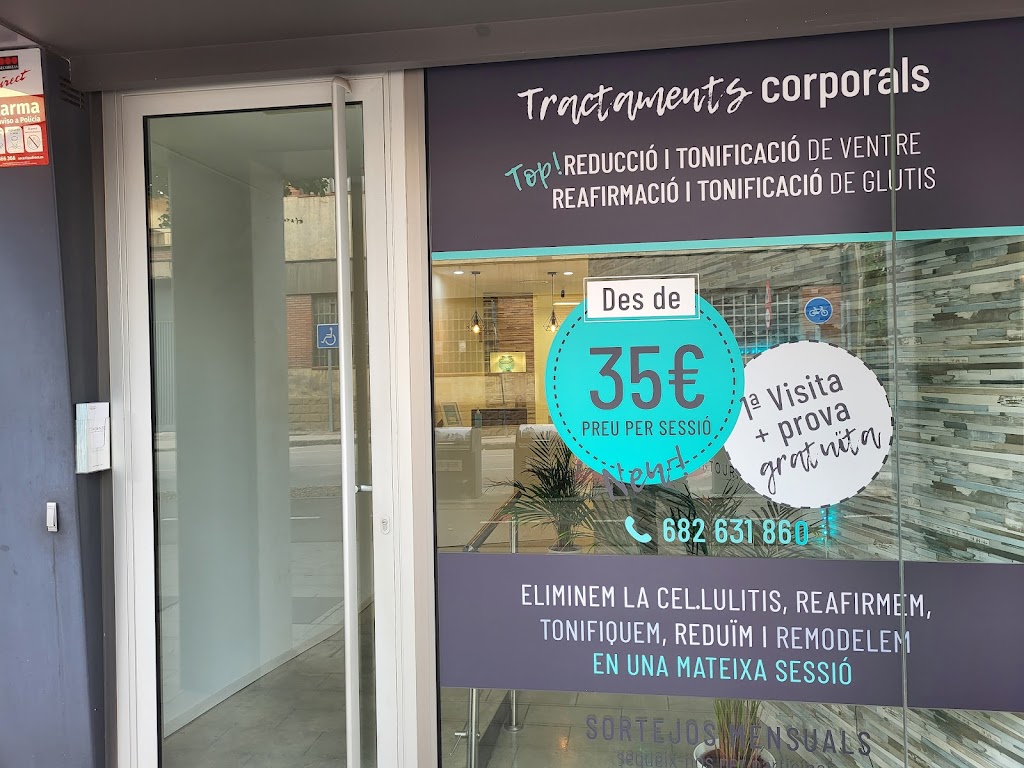 Tractaments corporals
Top! REDUCCIÓ I TONIFICACIÓ DE VENTRE
REAFIRMACIÓ I TONIFICACIÓ DE GLUTIS
Des de
35€
PREU PER SESSIÓ
1ª Visita
+ prova
gratuïta
682 631 860
ELIMINEM LA CEL.LULITIS, REAFIRMEM,
TONIFIQUEM, REDUÏM I REMODELEM
EN UNA MATEIXA SESSIÓ
SORTEJOS MENSUALS
direct
a Policía